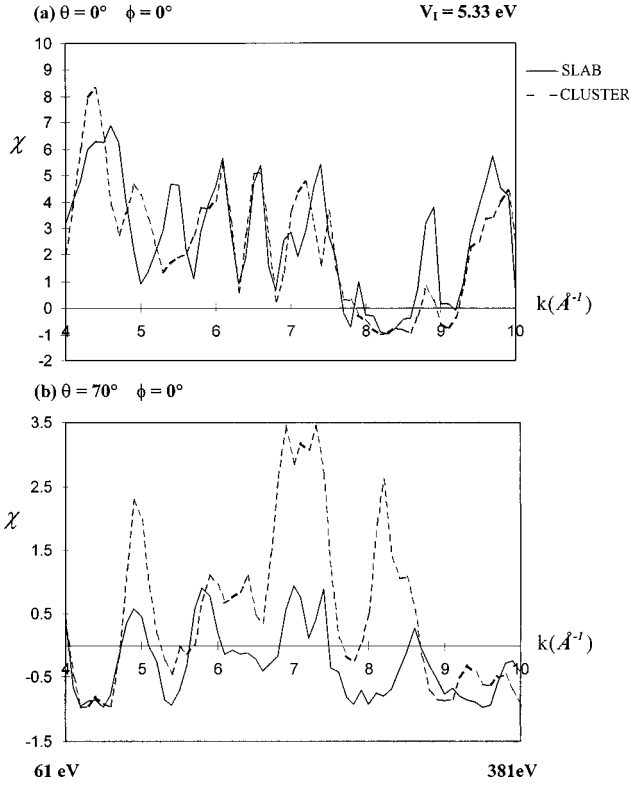 (a) θ = 0° ϕ = 0° V_I = 5.33 eV
10
9
8
7
6
5
4
3
2
1
0
-1
-2
χ
SLAB
CLUSTER
k(Å⁻¹)
4 5 6 7 8 9 10
(b) θ = 70° ϕ = 0°
3.5
2.5
1.5
0.5
-0.5
-1.5
χ
k(Å⁻¹)
4 5 6 7 8 9 10
61 eV 381eV